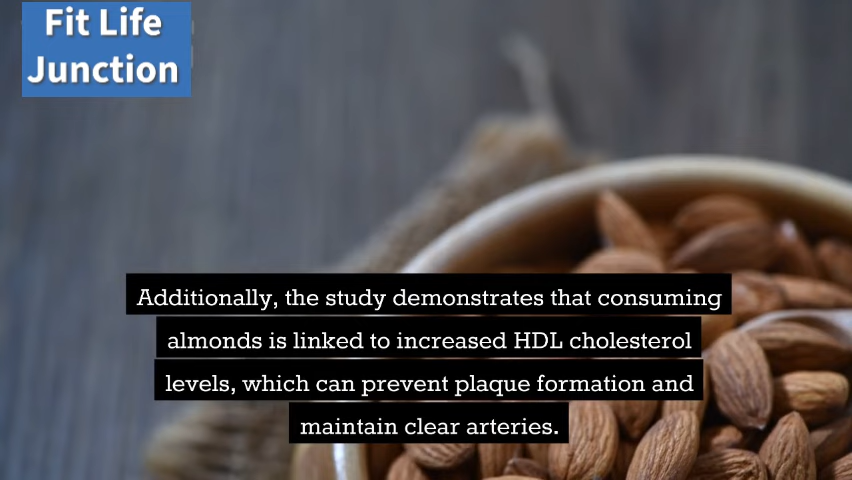 Fit Life
Junction
Additionally, the study demonstrates that consuming
almonds is linked to increased HDL cholesterol
levels, which can prevent plaque formation and
maintain clear arteries.